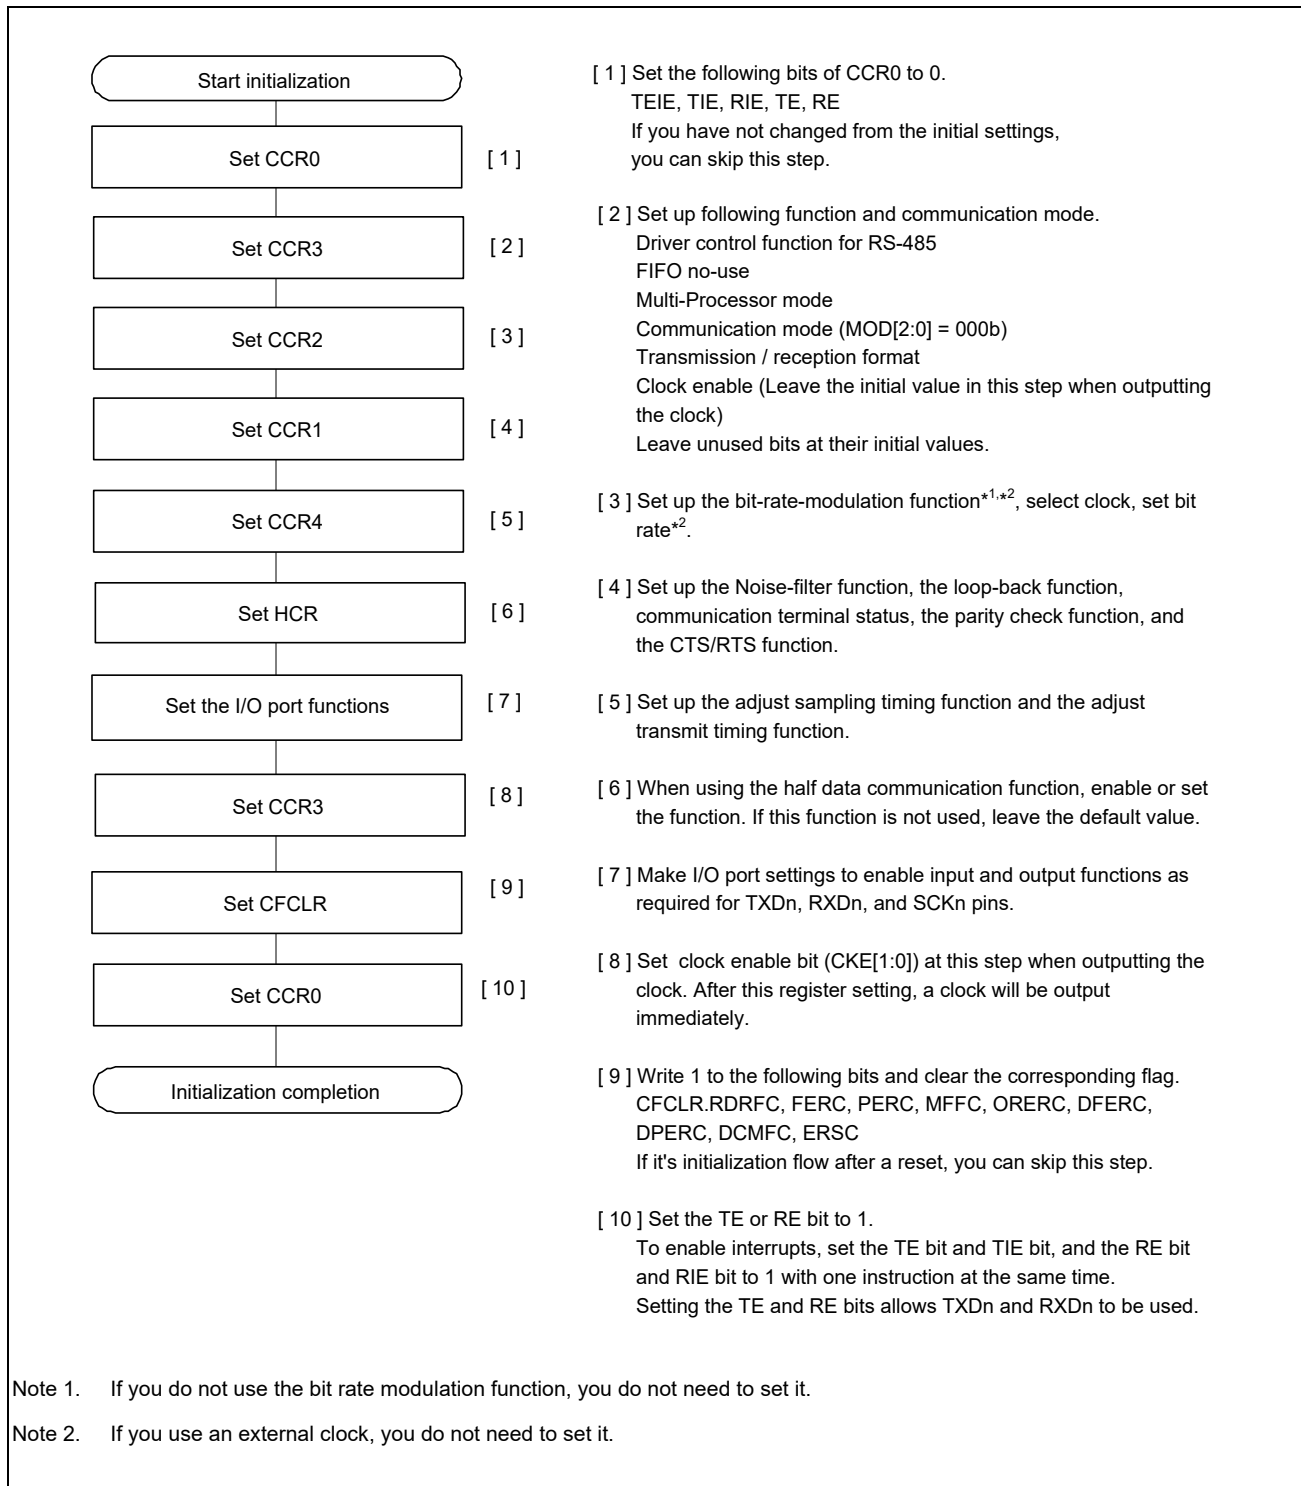 Start initialization
Set CCR0
[ 1 ]
Set CCR3
[ 2 ]
Set CCR2
[ 3 ]
Set CCR1
[ 4 ]
Set CCR4
[ 5 ]
Set HCR
[ 6 ]
Set the I/O port functions
[ 7 ]
Set CCR3
[ 8 ]
Set CFCLR
[ 9 ]
Set CCR0
[ 10 ]
Initialization completion
[ 1 ] Set the following bits of CCR0 to 0.
TEIE, TIE, RIE, TE, RE
If you have not changed from the initial settings,
you can skip this step.
[ 2 ] Set up following function and communication mode.
Driver control function for RS-485
FIFO no-use
Multi-Processor mode
Communication mode (MOD[2:0] = 000b)
Transmission / reception format
Clock enable (Leave the initial value in this step when outputting
the clock)
Leave unused bits at their initial values.
[ 3 ] Set up the bit-rate-modulation function*1,*2, select clock, set bit
rate*2.
[ 4 ] Set up the Noise-filter function, the loop-back function,
communication terminal status, the parity check function, and
the CTS/RTS function.
[ 5 ] Set up the adjust sampling timing function and the adjust
transmit timing function.
[ 6 ] When using the half data communication function, enable or set
the function. If this function is not used, leave the default value.
[ 7 ] Make I/O port settings to enable input and output functions as
required for TXDn, RXDn, and SCKn pins.
[ 8 ] Set clock enable bit (CKE[1:0]) at this step when outputting the
clock. After this register setting, a clock will be output
immediately.
[ 9 ] Write 1 to the following bits and clear the corresponding flag.
CFCLR.RDRFC, FERC, PERC, MFFC, ORERC, DFERC,
DPERC, DCMFC, ERSC
If it's initialization flow after a reset, you can skip this step.
[ 10 ] Set the TE or RE bit to 1.
To enable interrupts, set the TE bit and TIE bit, and the RE bit
and RIE bit to 1 with one instruction at the same time.
Setting the TE and RE bits allows TXDn and RXDn to be used.
Note 1. If you do not use the bit rate modulation function, you do not need to set it.
Note 2. If you use an external clock, you do not need to set it.